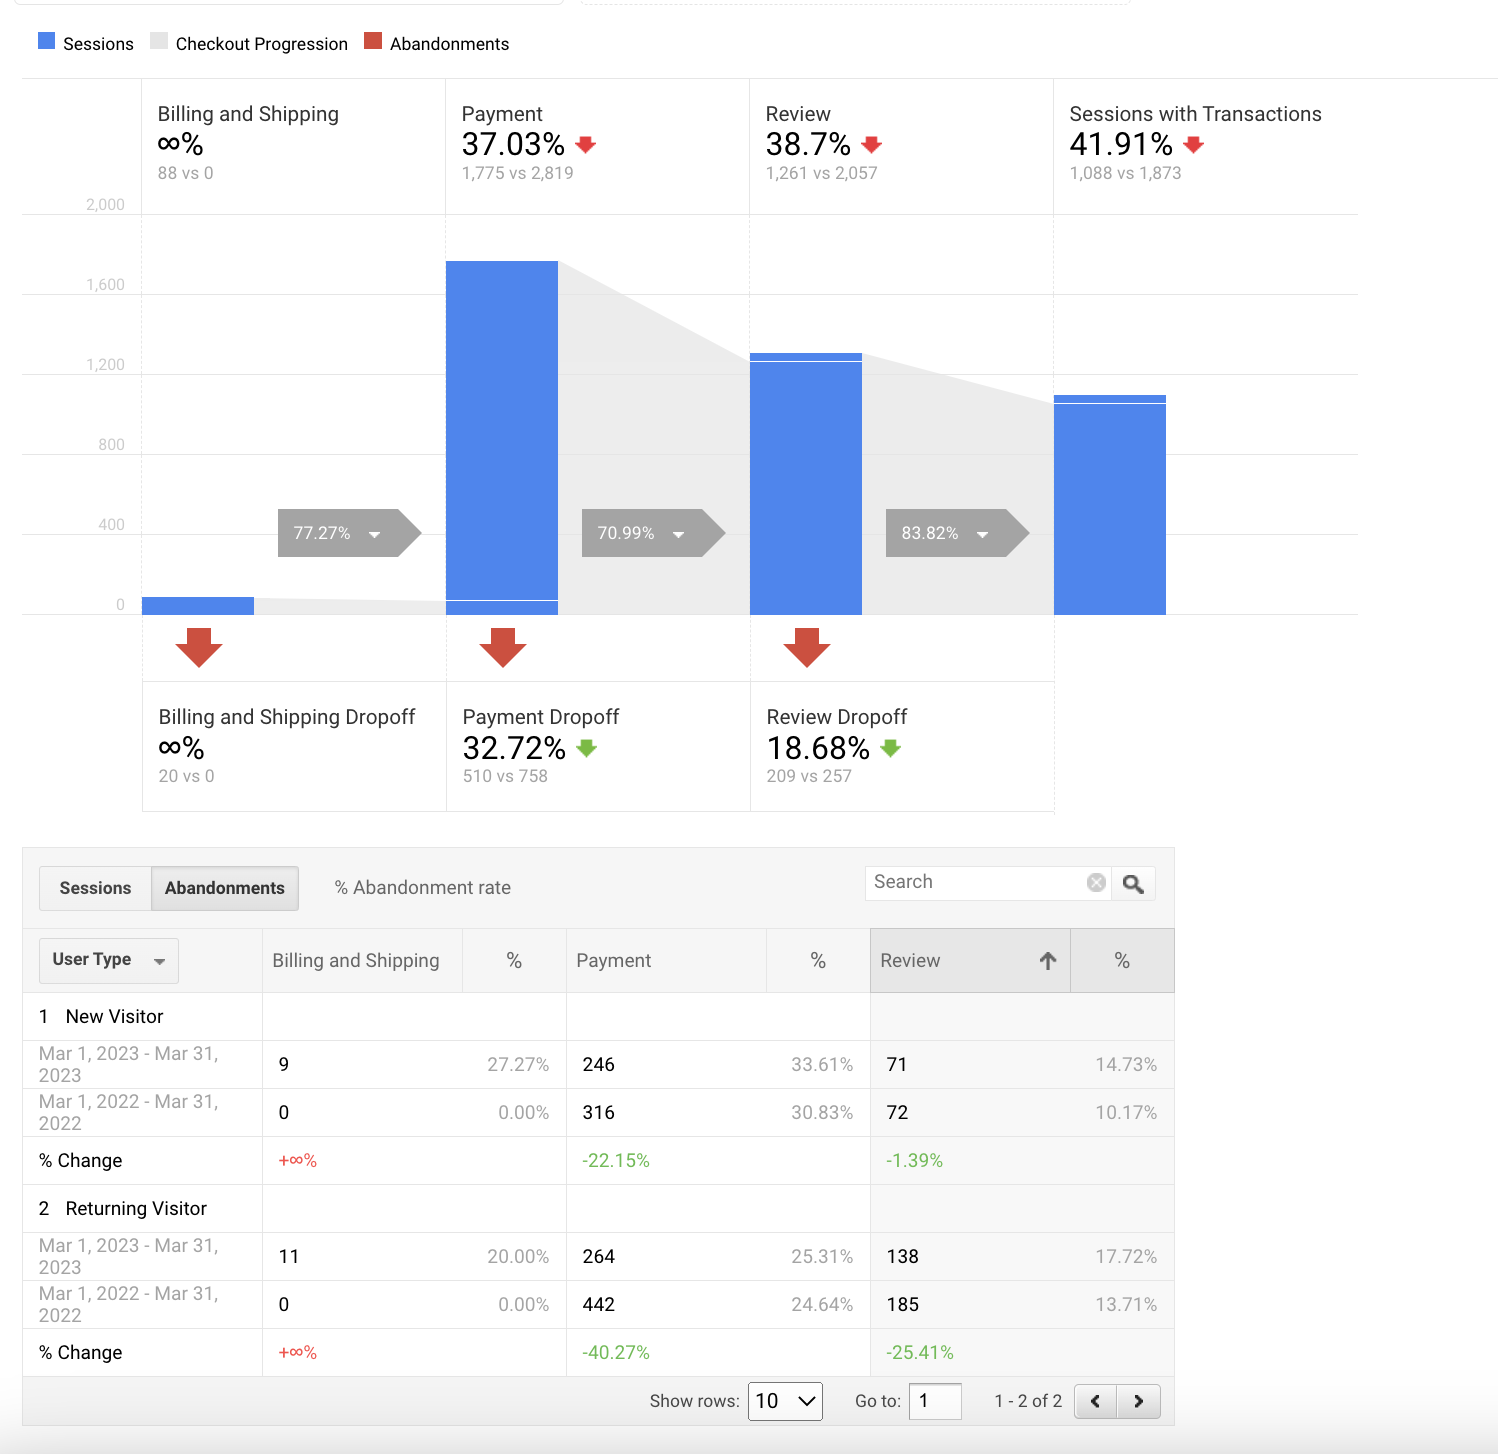 Sessions Checkout Progression Abandonments
Billing and Shipping
∞%
88 vs 0
Payment
37.03%
1,775 vs 2,819
Review
38.7%
1,261 vs 2,057
Sessions with Transactions
41.91%
1,088 vs 1,873
2,000
1,600
1,200
800
400
0
77.27%
70.99%
83.82%
Billing and Shipping Dropoff
∞%
20 vs 0
Payment Dropoff
32.72%
510 vs 758
Review Dropoff
18.68%
209 vs 257
Sessions Abandonments % Abandonment rate Search
User Type Billing and Shipping % Payment % Review %
1 New Visitor
Mar 1, 2023 - Mar 31,
2023
9 27.27% 246 33.61% 71 14.73%
Mar 1, 2022 - Mar 31,
2022
0 0.00% 316 30.83% 72 10.17%
% Change +∞% -22.15% -1.39%
2 Returning Visitor
Mar 1, 2023 - Mar 31,
2023
11 20.00% 264 25.31% 138 17.72%
Mar 1, 2022 - Mar 31,
2022
0 0.00% 442 24.64% 185 13.71%
% Change +∞% -40.27% -25.41%
Show rows: 10 Go to: 1 1 - 2 of 2